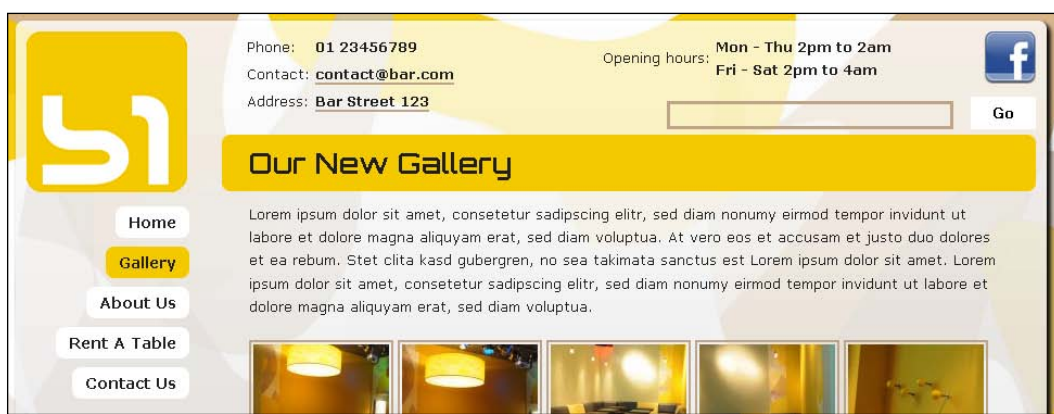 Phone: 01 23456789
Contact: contact@bar.com
Address: Bar Street 123
Opening hours: Mon - Thu 2pm to 2am
Fri - Sat 2pm to 4am
f
Go
b1
Our New Gallery
Home
Gallery
About Us
Rent A Table
Contact Us
Lorem ipsum dolor sit amet, consetetur sadipscing elitr, sed diam nonumy eirmod tempor invidunt ut
labore et dolore magna aliquyam erat, sed diam voluptua. At vero eos et accusam et justo duo dolores
et ea rebum. Stet clita kasd gubergren, no sea takimata sanctus est Lorem ipsum dolor sit amet. Lorem
ipsum dolor sit amet, consetetur sadipscing elitr, sed diam nonumy eirmod tempor invidunt ut labore et
dolore magna aliquyam erat, sed diam voluptua.